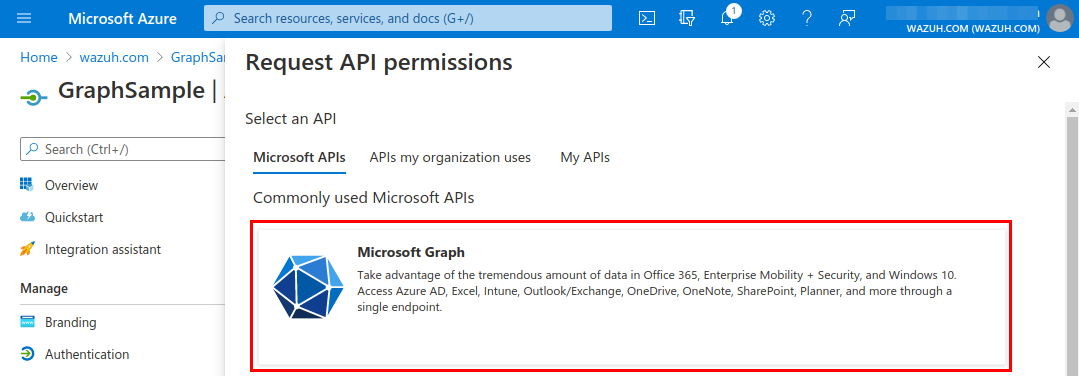 Microsoft Azure
Search resources, services, and docs (G+/)
1
WAZUH.COM (WAZUH.COM)
Home > wazuh.com > GraphSa
GraphSample |
Request API permissions
Select an API
Search (Ctrl+/)
Microsoft APIs
APIs my organization uses
My APIs
Overview
Quickstart
Integration assistant
Manage
Branding
Authentication
Commonly used Microsoft APIs
Microsoft Graph
Take advantage of the tremendous amount of data in Office 365, Enterprise Mobility + Security, and Windows 10.
Access Azure AD, Excel, Intune, Outlook/Exchange, OneDrive, OneNote, SharePoint, Planner, and more through a
single endpoint.